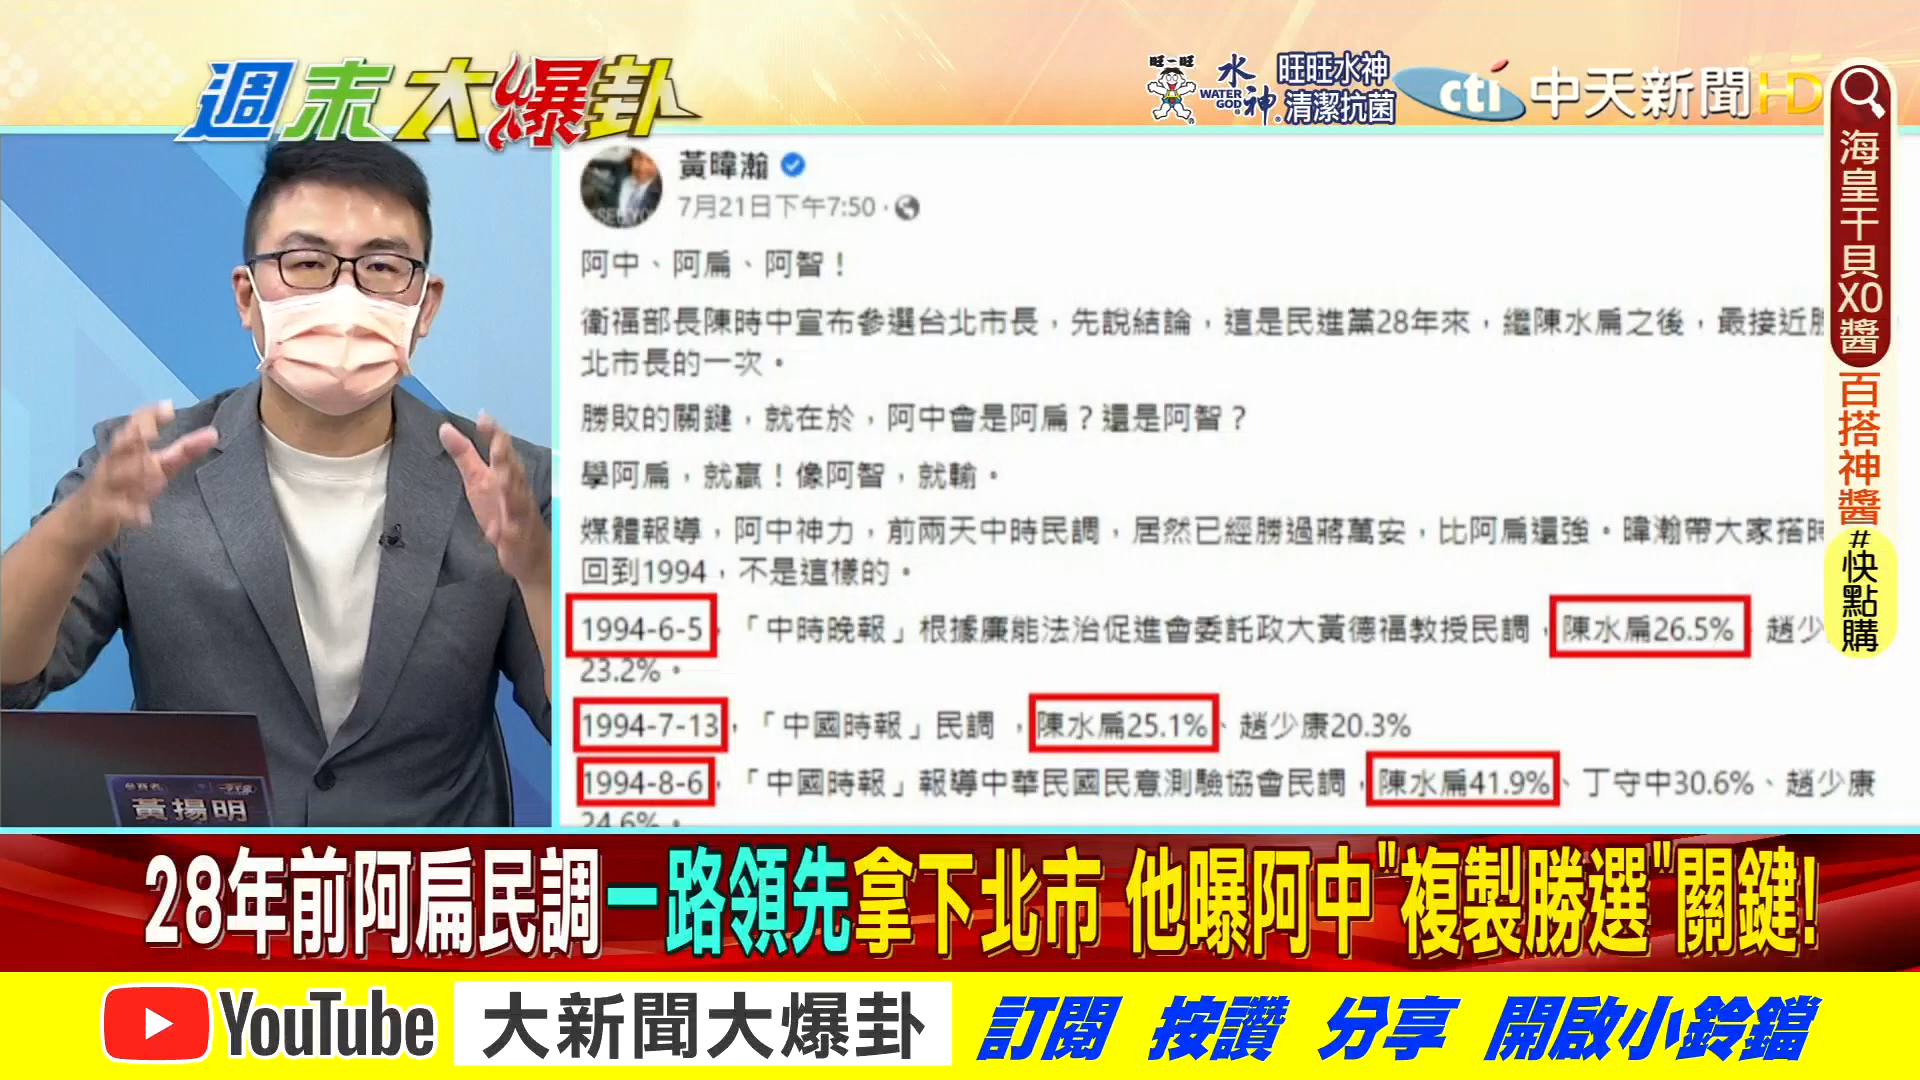 週末大爆卦
旺一旺
水神
WATER GOD
旺旺水神
清潔抗菌
cti 中天新聞HD
海皇干貝XO醬
百搭神醬
#快點購
黃暐瀚
7月21日下午7:50
阿中、阿扁、阿智！
衛福部長陳時中宣布參選台北市長，先說結論，這是民進黨28年來，繼陳水扁之後，最接近
北市長的一次。
勝敗的關鍵，就在於，阿中會是阿扁？還是阿智？
學阿扁，就贏！像阿智，就輸。
媒體報導，阿中神力，前兩天中時民調，居然已經勝過蔣萬安，比阿扁還強。暐瀚帶大家搭
回到1994，不是這樣的。
1994-6-5，「中時晚報」根據廉能法治促進會委託政大黃德福教授民調，陳水扁26.5%、趙少
23.2%。
1994-7-13，「中國時報」民調，陳水扁25.1%、趙少康20.3%
1994-8-6，「中國時報」報導中華民國民意測驗協會民調，陳水扁41.9%、丁守中30.6%、趙少康
24.6%。
黃揚明
28年前阿扁民調一路領先拿下北市 他曝阿中"複製勝選"關鍵!
YouTube 大新聞大爆卦 訂閱 按讚 分享 開啟小鈴鐺